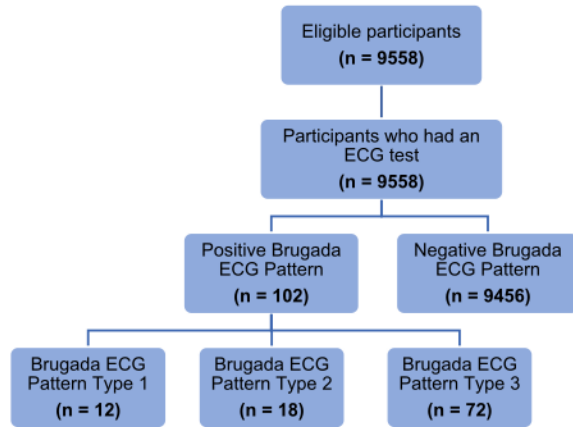 Eligible participants
(n = 9558)
Participants who had an
ECG test
(n = 9558)
Positive Brugada
ECG Pattern
(n = 102)
Negative Brugada
ECG Pattern
(n = 9456)
Brugada ECG
Pattern Type 1
(n = 12)
Brugada ECG
Pattern Type 2
(n = 18)
Brugada ECG
Pattern Type 3
(n = 72)